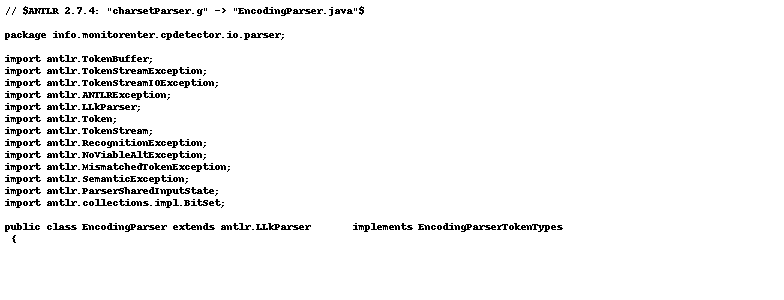 // $ANTLR 2.7.4: "charsetParser.g" -> "EncodingParser.java"$
package info.monitorenter.cpdetector.io.parser;
import antlr.TokenBuffer;
import antlr.TokenStreamException;
import antlr.TokenStreamIOException;
import antlr.ANTLRException;
import antlr.LLkParser;
import antlr.Token;
import antlr.TokenStream;
import antlr.RecognitionException;
import antlr.NoViableAltException;
import antlr.MismatchedTokenException;
import antlr.SemanticException;
import antlr.ParserSharedInputState;
import antlr.collections.impl.BitSet;
public class EncodingParser extends antlr.LLkParser       implements EncodingParserTokenTypes
 {